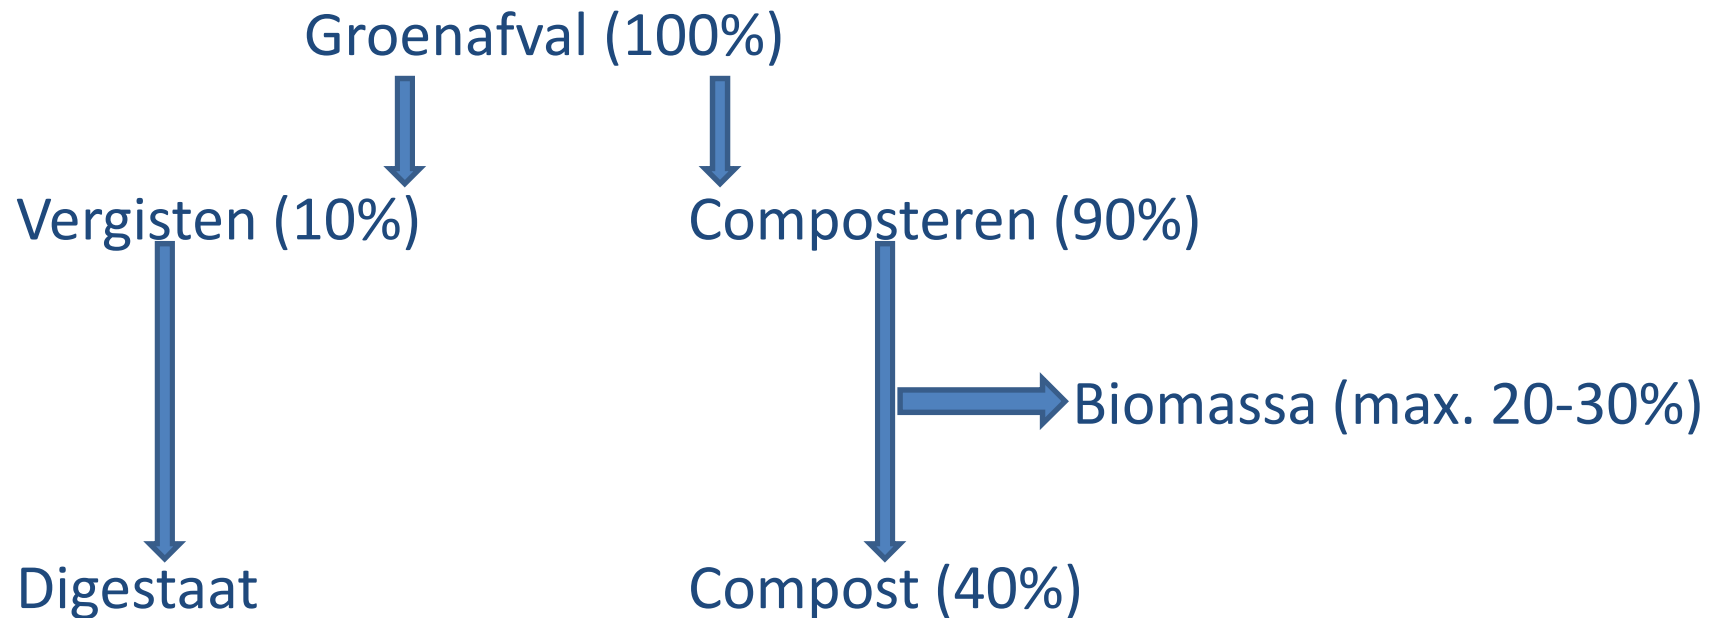 Groenafval (100%)
Vergisten (10%)
Composteren (90%)
Biomassa (max. 20-30%)
Digestaat
Compost (40%)